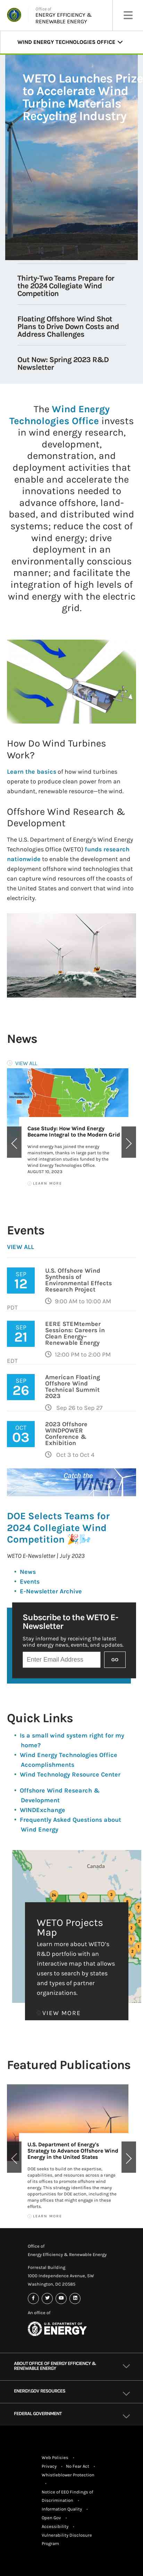 Office of
ENERGY EFFICIENCY &
RENEWABLE ENERGY
WIND ENERGY TECHNOLOGIES OFFICE
WETO Launches Prize
to Accelerate Wind
Turbine Materials
Recycling Industry
Thirty-Two Teams Prepare for
the 2024 Collegiate Wind
Competition
Floating Offshore Wind Shot
Plans to Drive Down Costs and
Address Challenges
Out Now: Spring 2023 R&D
Newsletter
The Wind Energy
Technologies Office invests
in wind energy research,
development,
demonstration, and
deployment activities that
enable and accelerate the
innovations needed to
advance offshore, land-
based, and distributed wind
systems; reduce the cost of
wind energy; drive
deployment in an
environmentally conscious
manner; and facilitate the
integration of high levels of
wind energy with the electric
grid.
How Do Wind Turbines
Work?
Learn the basics of how wind turbines
operate to produce clean power from an
abundant, renewable resource—the wind.
Offshore Wind Research &
Development
The U.S. Department of Energy's Wind Energy
Technologies Office (WETO) funds research
nationwide to enable the development and
deployment offshore wind technologies that
can capture wind resources off the coasts of
the United States and convert that wind into
electricity.
News
VIEW ALL
Case Study: How Wind Energy
Became Integral to the Modern Grid
Wind energy has joined the energy
mainstream, thanks in large part to the
grid integration studies funded by the
Wind Energy Technologies Office.
AUGUST 10, 2023
LEARN MORE
Events
VIEW ALL
SEP
12
U.S. Offshore Wind
Synthesis of
Environmental Effects
Research Project
9:00 AM to 10:00 AM
PDT
SEP
21
EERE STEMtember
Sessions: Careers in
Clean Energy–
Renewable Energy
12:00 PM to 2:00 PM
EDT
SEP
26
American Floating
Offshore Wind
Technical Summit
2023
Sep 26 to Sep 27
OCT
03
2023 Offshore
WINDPOWER
Conference &
Exhibition
Oct 3 to Oct 4
Catch the
WIND
DOE Selects Teams for
2024 Collegiate Wind
Competition 🎉🌬️
WETO E-Newsletter | July 2023
• News
• Events
• E-Newsletter Archive
Subscribe to the WETO E-
Newsletter
Stay informed by receiving the latest
wind energy news, events, and updates.
Enter Email Address
GO
Quick Links
• Is a small wind system right for my
home?
• Wind Energy Technologies Office
Accomplishments
• Wind Technology Resource Center
• Offshore Wind Research &
Development
• WINDExchange
• Frequently Asked Questions about
Wind Energy
Canada
WETO Projects
Map
Learn more about WETO's
R&D portfolio with an
interactive map that allows
users to search by states
and types of partner
organizations.
VIEW MORE
Featured Publications
U.S. Department of Energy's
Strategy to Advance Offshore Wind
Energy in the United States
DOE seeks to build on the expertise,
capabilities, and resources across a range
of its offices to promote offshore wind
energy. This strategy identifies the many
opportunities for DOE action, including the
many offices that might engage in these
efforts.
LEARN MORE
Office of
Energy Efficiency & Renewable Energy
Forrestal Building
1000 Independence Avenue, SW
Washington, DC 20585
An office of
U.S. DEPARTMENT OF
ENERGY
ABOUT OFFICE OF ENERGY EFFICIENCY &
RENEWABLE ENERGY
ENERGY.GOV RESOURCES
FEDERAL GOVERNMENT
Web Policies •
Privacy • No Fear Act •
Whistleblower Protection
•
Notice of EEO Findings of
Discrimination •
Information Quality •
Open Gov •
Accessibility •
Vulnerability Disclosure
Program